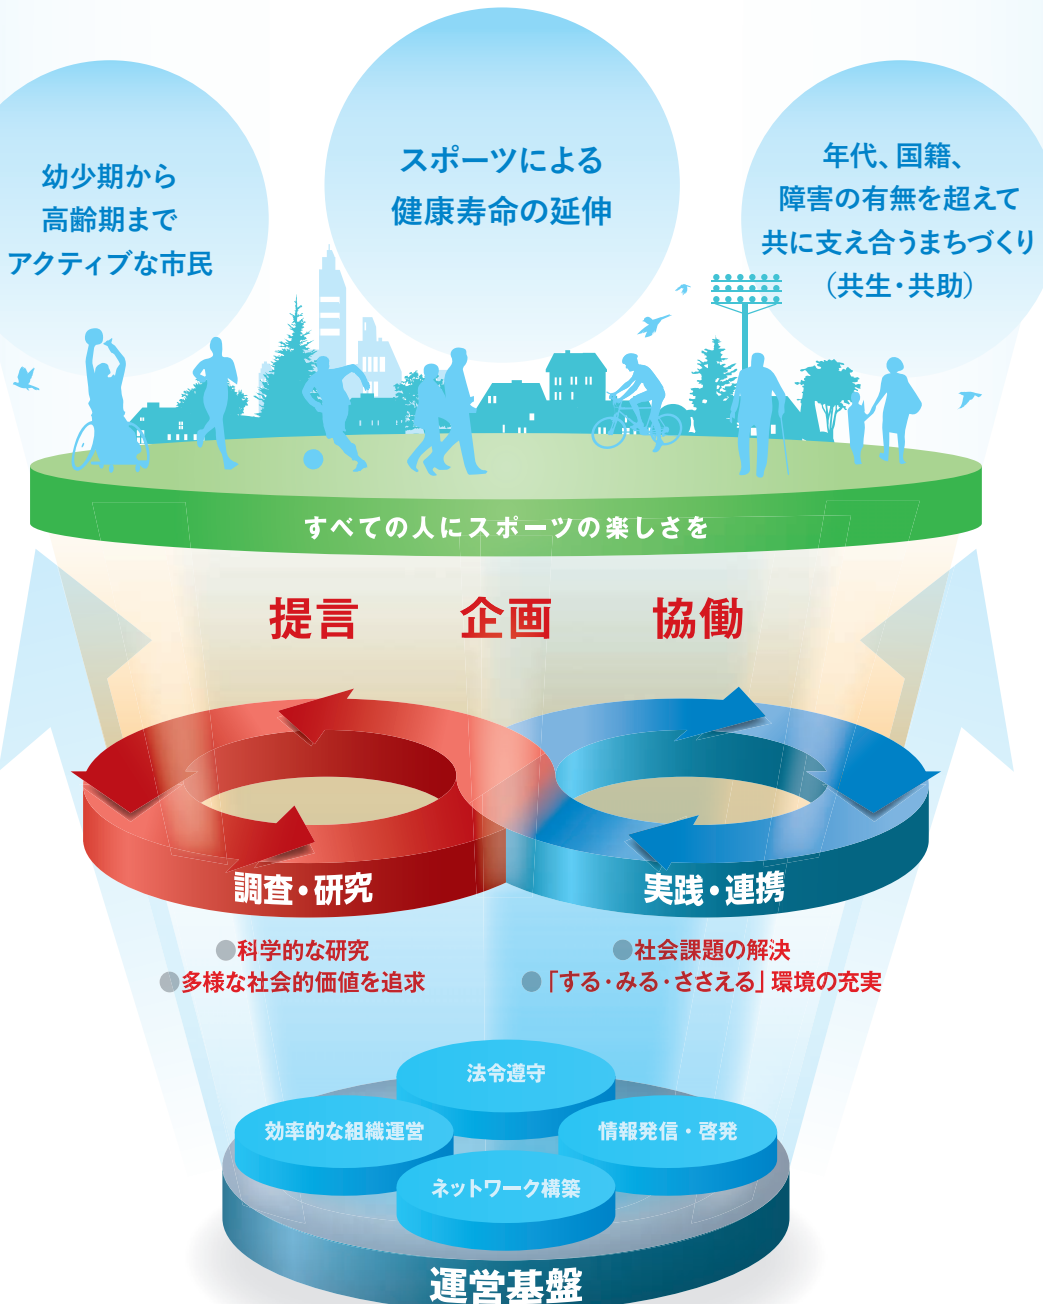 幼少期から
高齢期まで
アクティブな市民
スポーツによる
健康寿命の延伸
年代、国籍、
障害の有無を超えて
共に支え合うまちづくり
（共生・共助）
すべての人にスポーツの楽しさを
提言　企画　協働
調査・研究
●科学的な研究
●多様な社会的価値を追求
実践・連携
●社会課題の解決
●「する・みる・ささえる」環境の充実
法令遵守
効率的な組織運営
情報発信・啓発
ネットワーク構築
運営基盤